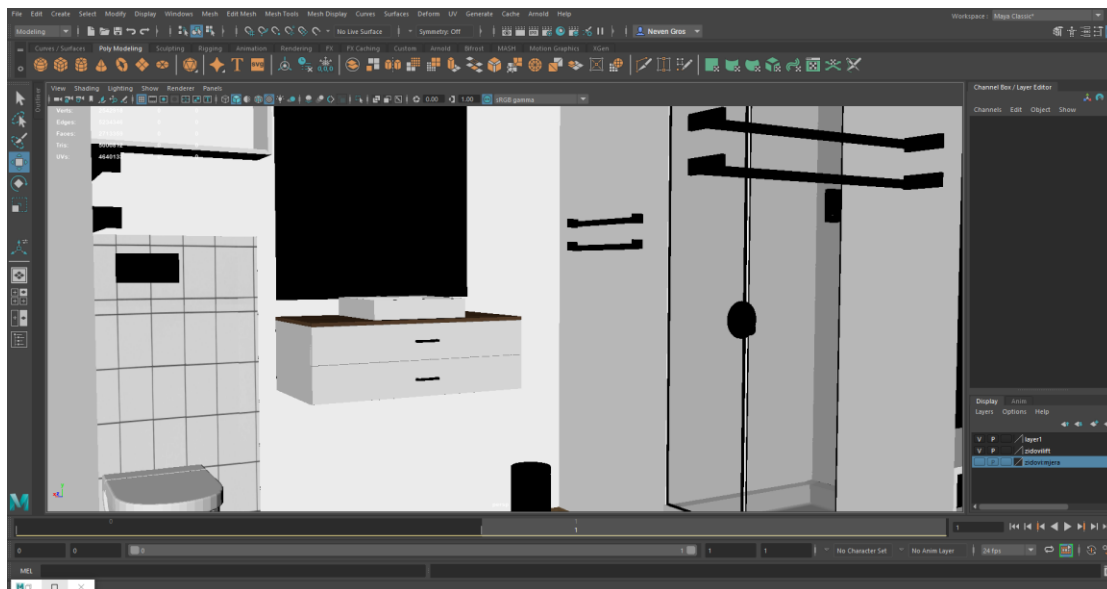 File Edit Create Select Modify Display Windows Mesh Edit Mesh Mesh Tools Mesh Display Curves Surfaces Deform UV Generate Cache Arnold Help
Workspace : Maya Classic*
Modeling No Live Surface Symmetry: Off Neven Gros
Curves / Surfaces Poly Modeling Sculpting Rigging Animation Rendering FX FX Caching Custom Arnold Bifrost MASH Motion Graphics XGen
T SVG
Outliner
View Shading Lighting Show Renderer Panels
0.00 1.00 sRGB gamma
Verts:
Edges:
Faces:
Tris:
UVs:
Channel Box / Layer Editor
Channels Edit Object Show
Display Anim
Layers Options Help
V P layer1
V P zidovilift
P zidovi mjera
0 1
1
1
0 0 0 1 1 1 No Character Set No Anim Layer 24 fps
MEL